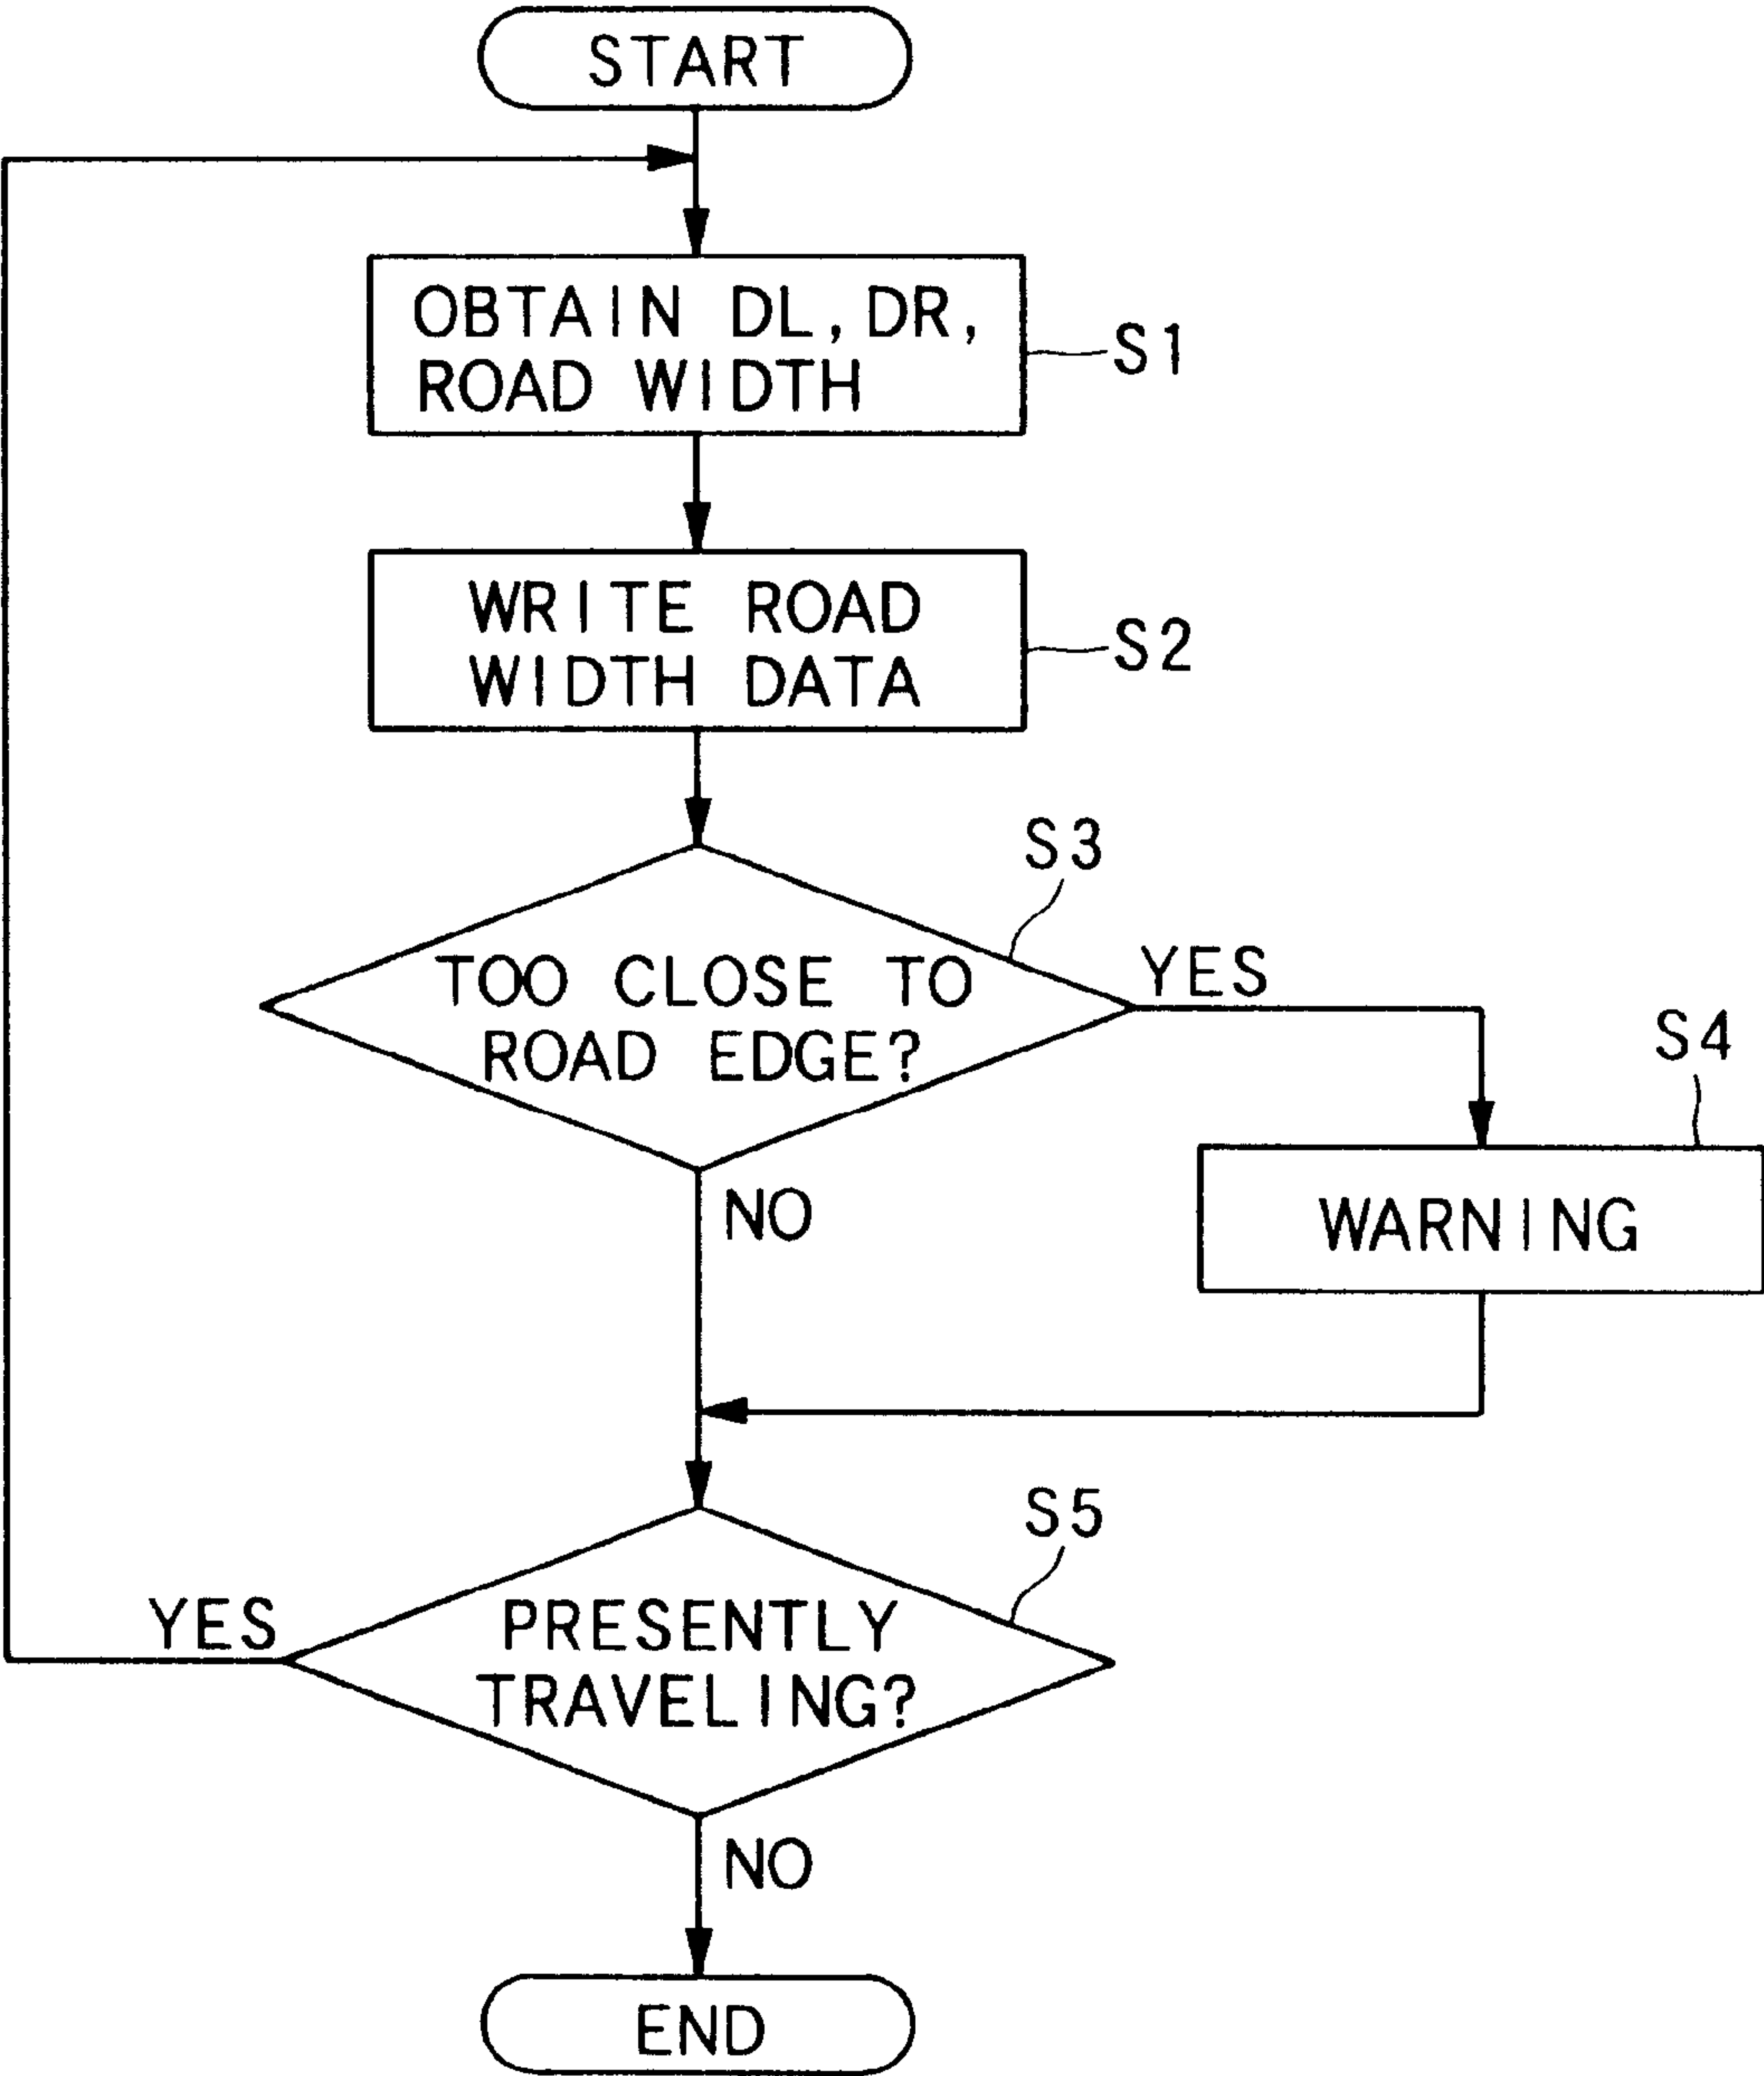 START
OBTAIN DL, DR,
ROAD WIDTH
S1
WRITE ROAD
WIDTH DATA
S2
S3
TOO CLOSE TO
ROAD EDGE?
YES
NO
S4
WARNING
S5
PRESENTLY
TRAVELING?
YES
NO
END